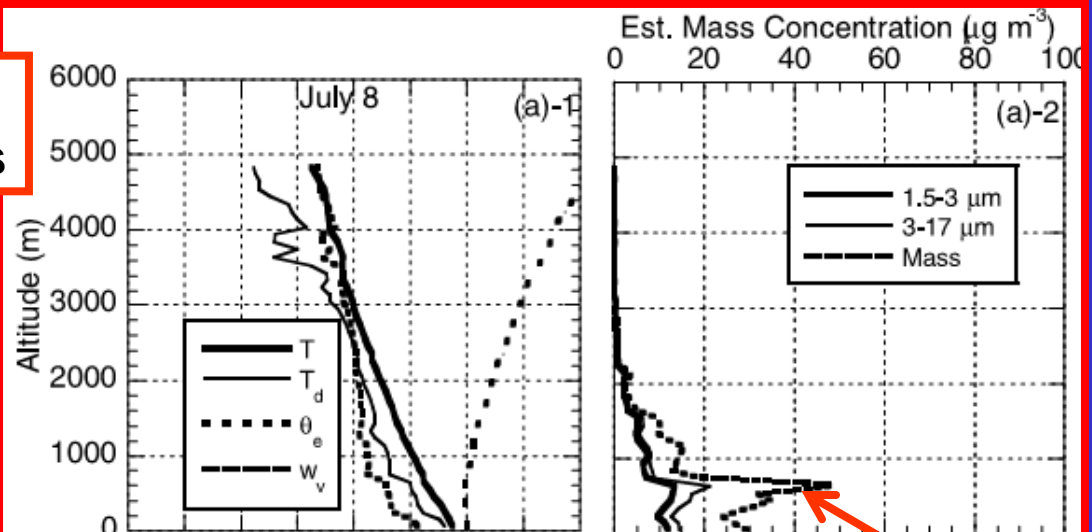 Est. Mass Concentration (µg m⁻³)
0 20 40 60 80 100
July 8
(a)-1
(a)-2
6000
5000
4000
3000
2000
1000
0
Altitude (m)
T
T_d
θ_e
w_v
1.5-3 µm
3-17 µm
Mass
s